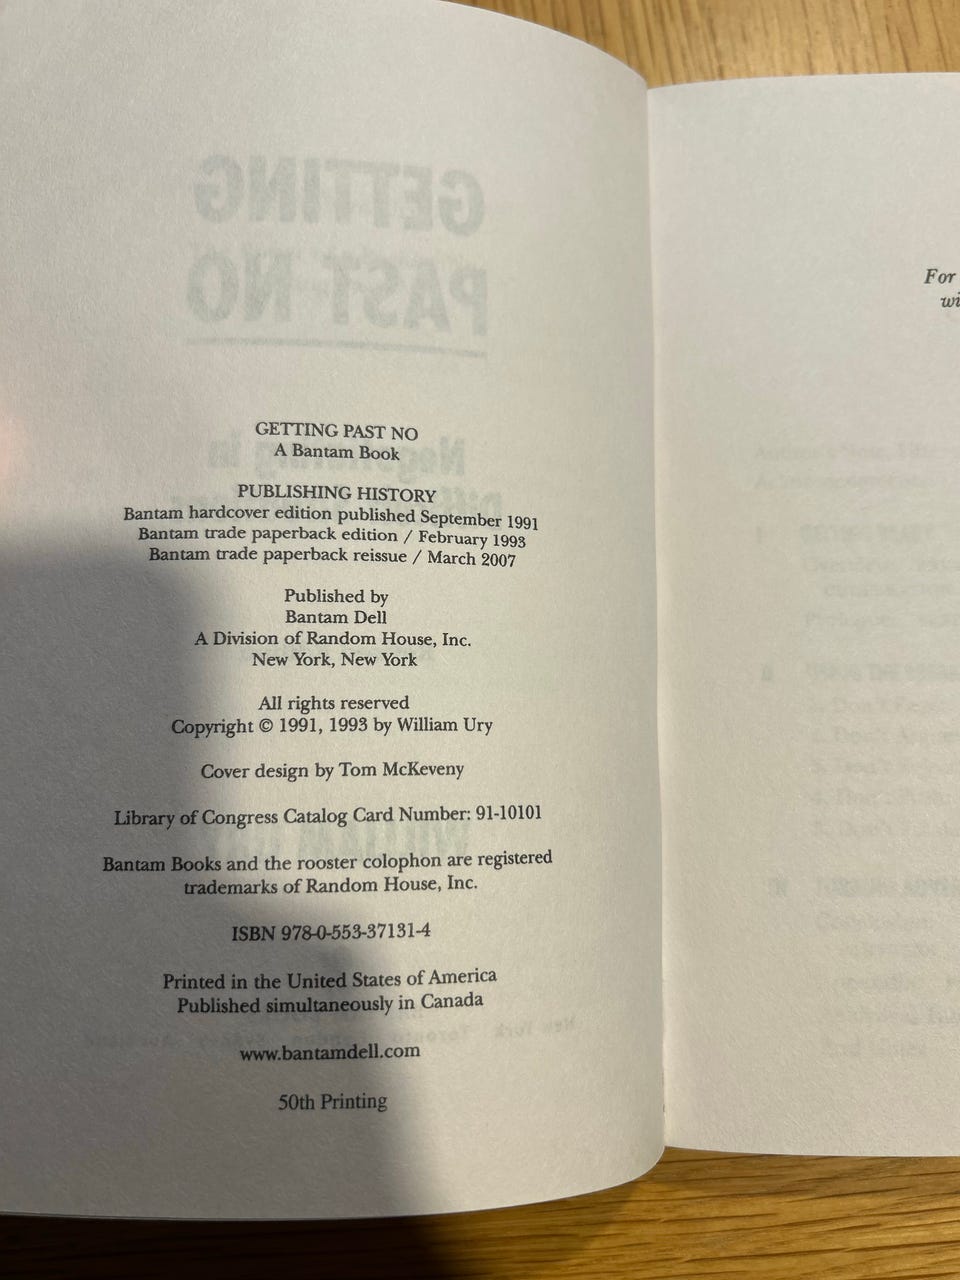 GETTING PAST NO
A Bantam Book
PUBLISHING HISTORY
Bantam hardcover edition published September 1991
Bantam trade paperback edition / February 1993
Bantam trade paperback reissue / March 2007
Published by
Bantam Dell
A Division of Random House, Inc.
New York, New York
All rights reserved
Copyright © 1991, 1993 by William Ury
Cover design by Tom McKeveny
Library of Congress Catalog Card Number: 91-10101
Bantam Books and the rooster colophon are registered
trademarks of Random House, Inc.
ISBN 978-0-553-37131-4
Printed in the United States of America
Published simultaneously in Canada
www.bantamdell.com
50th Printing
For